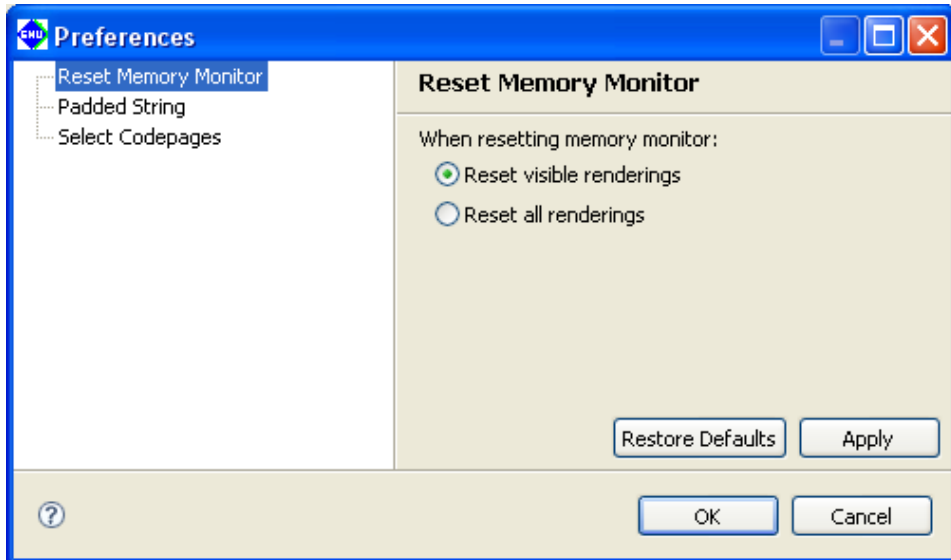 GNU Preferences
Reset Memory Monitor
Padded String
Select Codepages
Reset Memory Monitor
When resetting memory monitor:
Reset visible renderings
Reset all renderings
Restore Defaults Apply
? OK Cancel